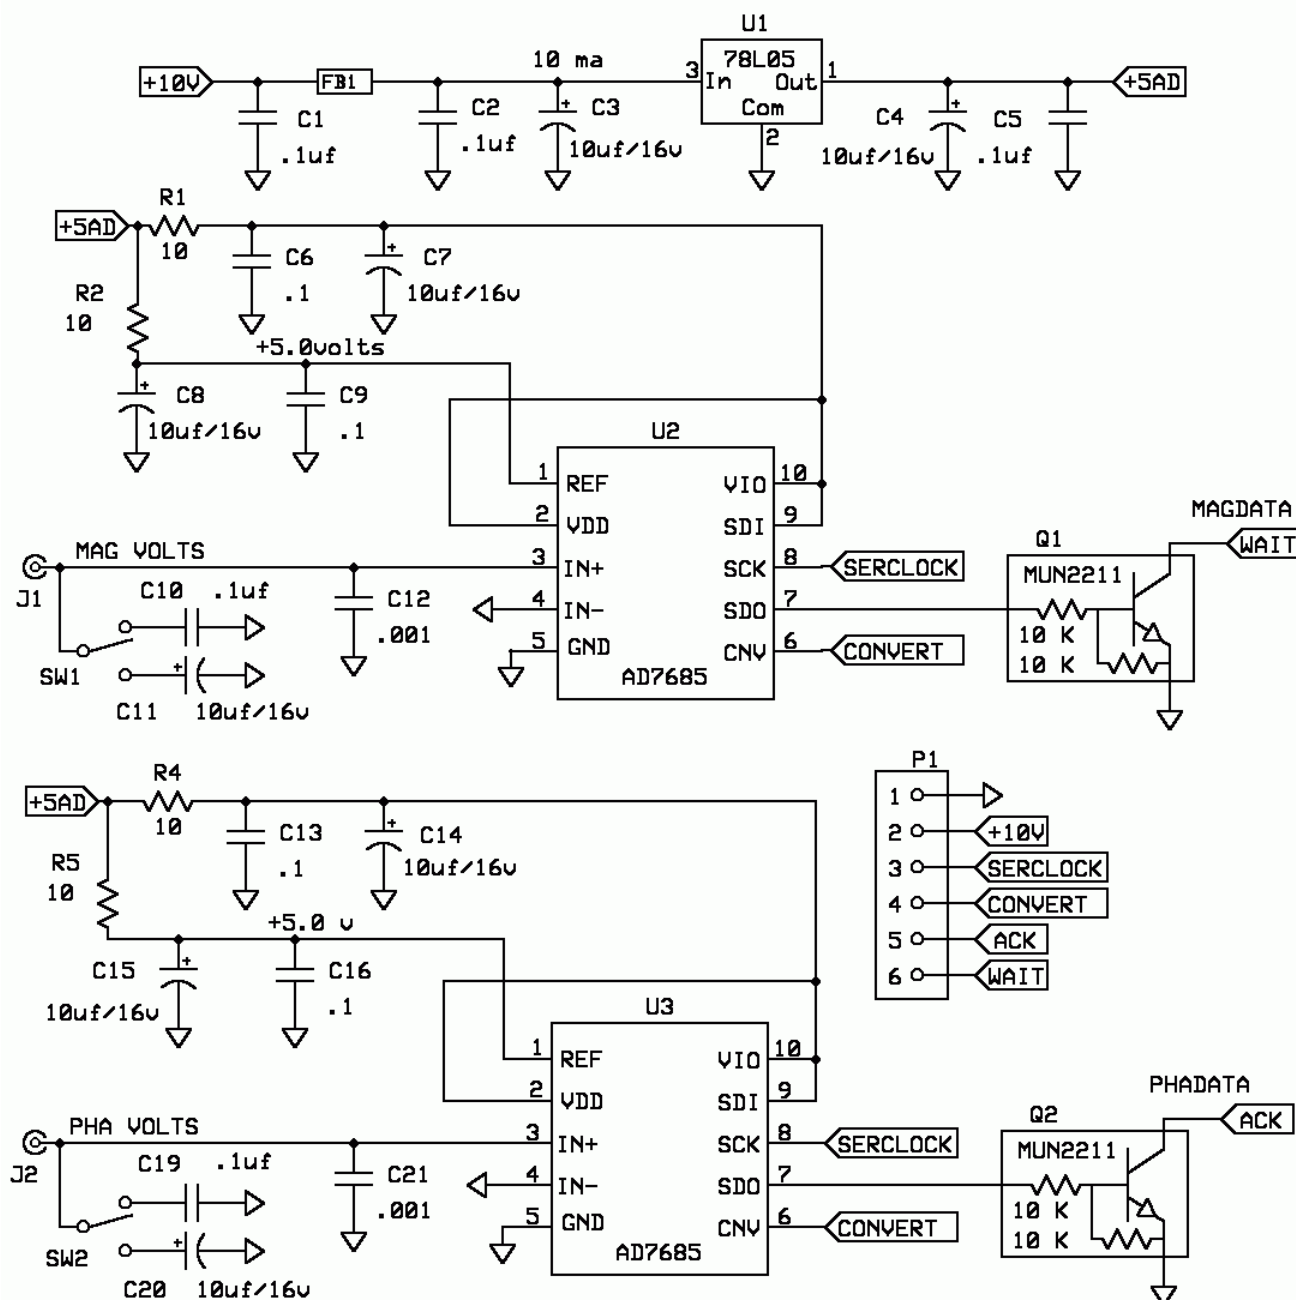 U1
+10V
FB1
10 ma
3
In
78L05
Out
Com
1
2
+5AD
C1
.1uf
C2
.1uf
C3
+
10uf/16v
C4
+
10uf/16v
C5
.1uf
+5AD
R1
10
C6
.1
+
C7
10uf/16v
R2
10
+5.0volts
+
C8
10uf/16v
C9
.1
U2
1 REF
2 VDD
3 IN+
4 IN-
5 GND
VIO 10
SDI 9
SCK 8
SDO 7
CNV 6
AD7685
SERCLOCK
CONVERT
MAG VOLTS
J1
C10 .1uf
C12
.001
SW1
+
C11 10uf/16v
MAGDATA
WAIT
Q1
MUN2211
10 K
10 K
P1
1
2 +10V
3 SERCLOCK
4 CONVERT
5 ACK
6 WAIT
+5AD
R4
10
C13
.1
+
C14
10uf/16v
R5
10
+5.0 v
C15
+
10uf/16v
C16
.1
U3
1 REF
2 VDD
3 IN+
4 IN-
5 GND
VIO 10
SDI 9
SCK 8
SDO 7
CNV 6
AD7685
SERCLOCK
CONVERT
PHA VOLTS
J2
C19 .1uf
C21
.001
SW2
+
C20 10uf/16v
PHADATA
ACK
Q2
MUN2211
10 K
10 K